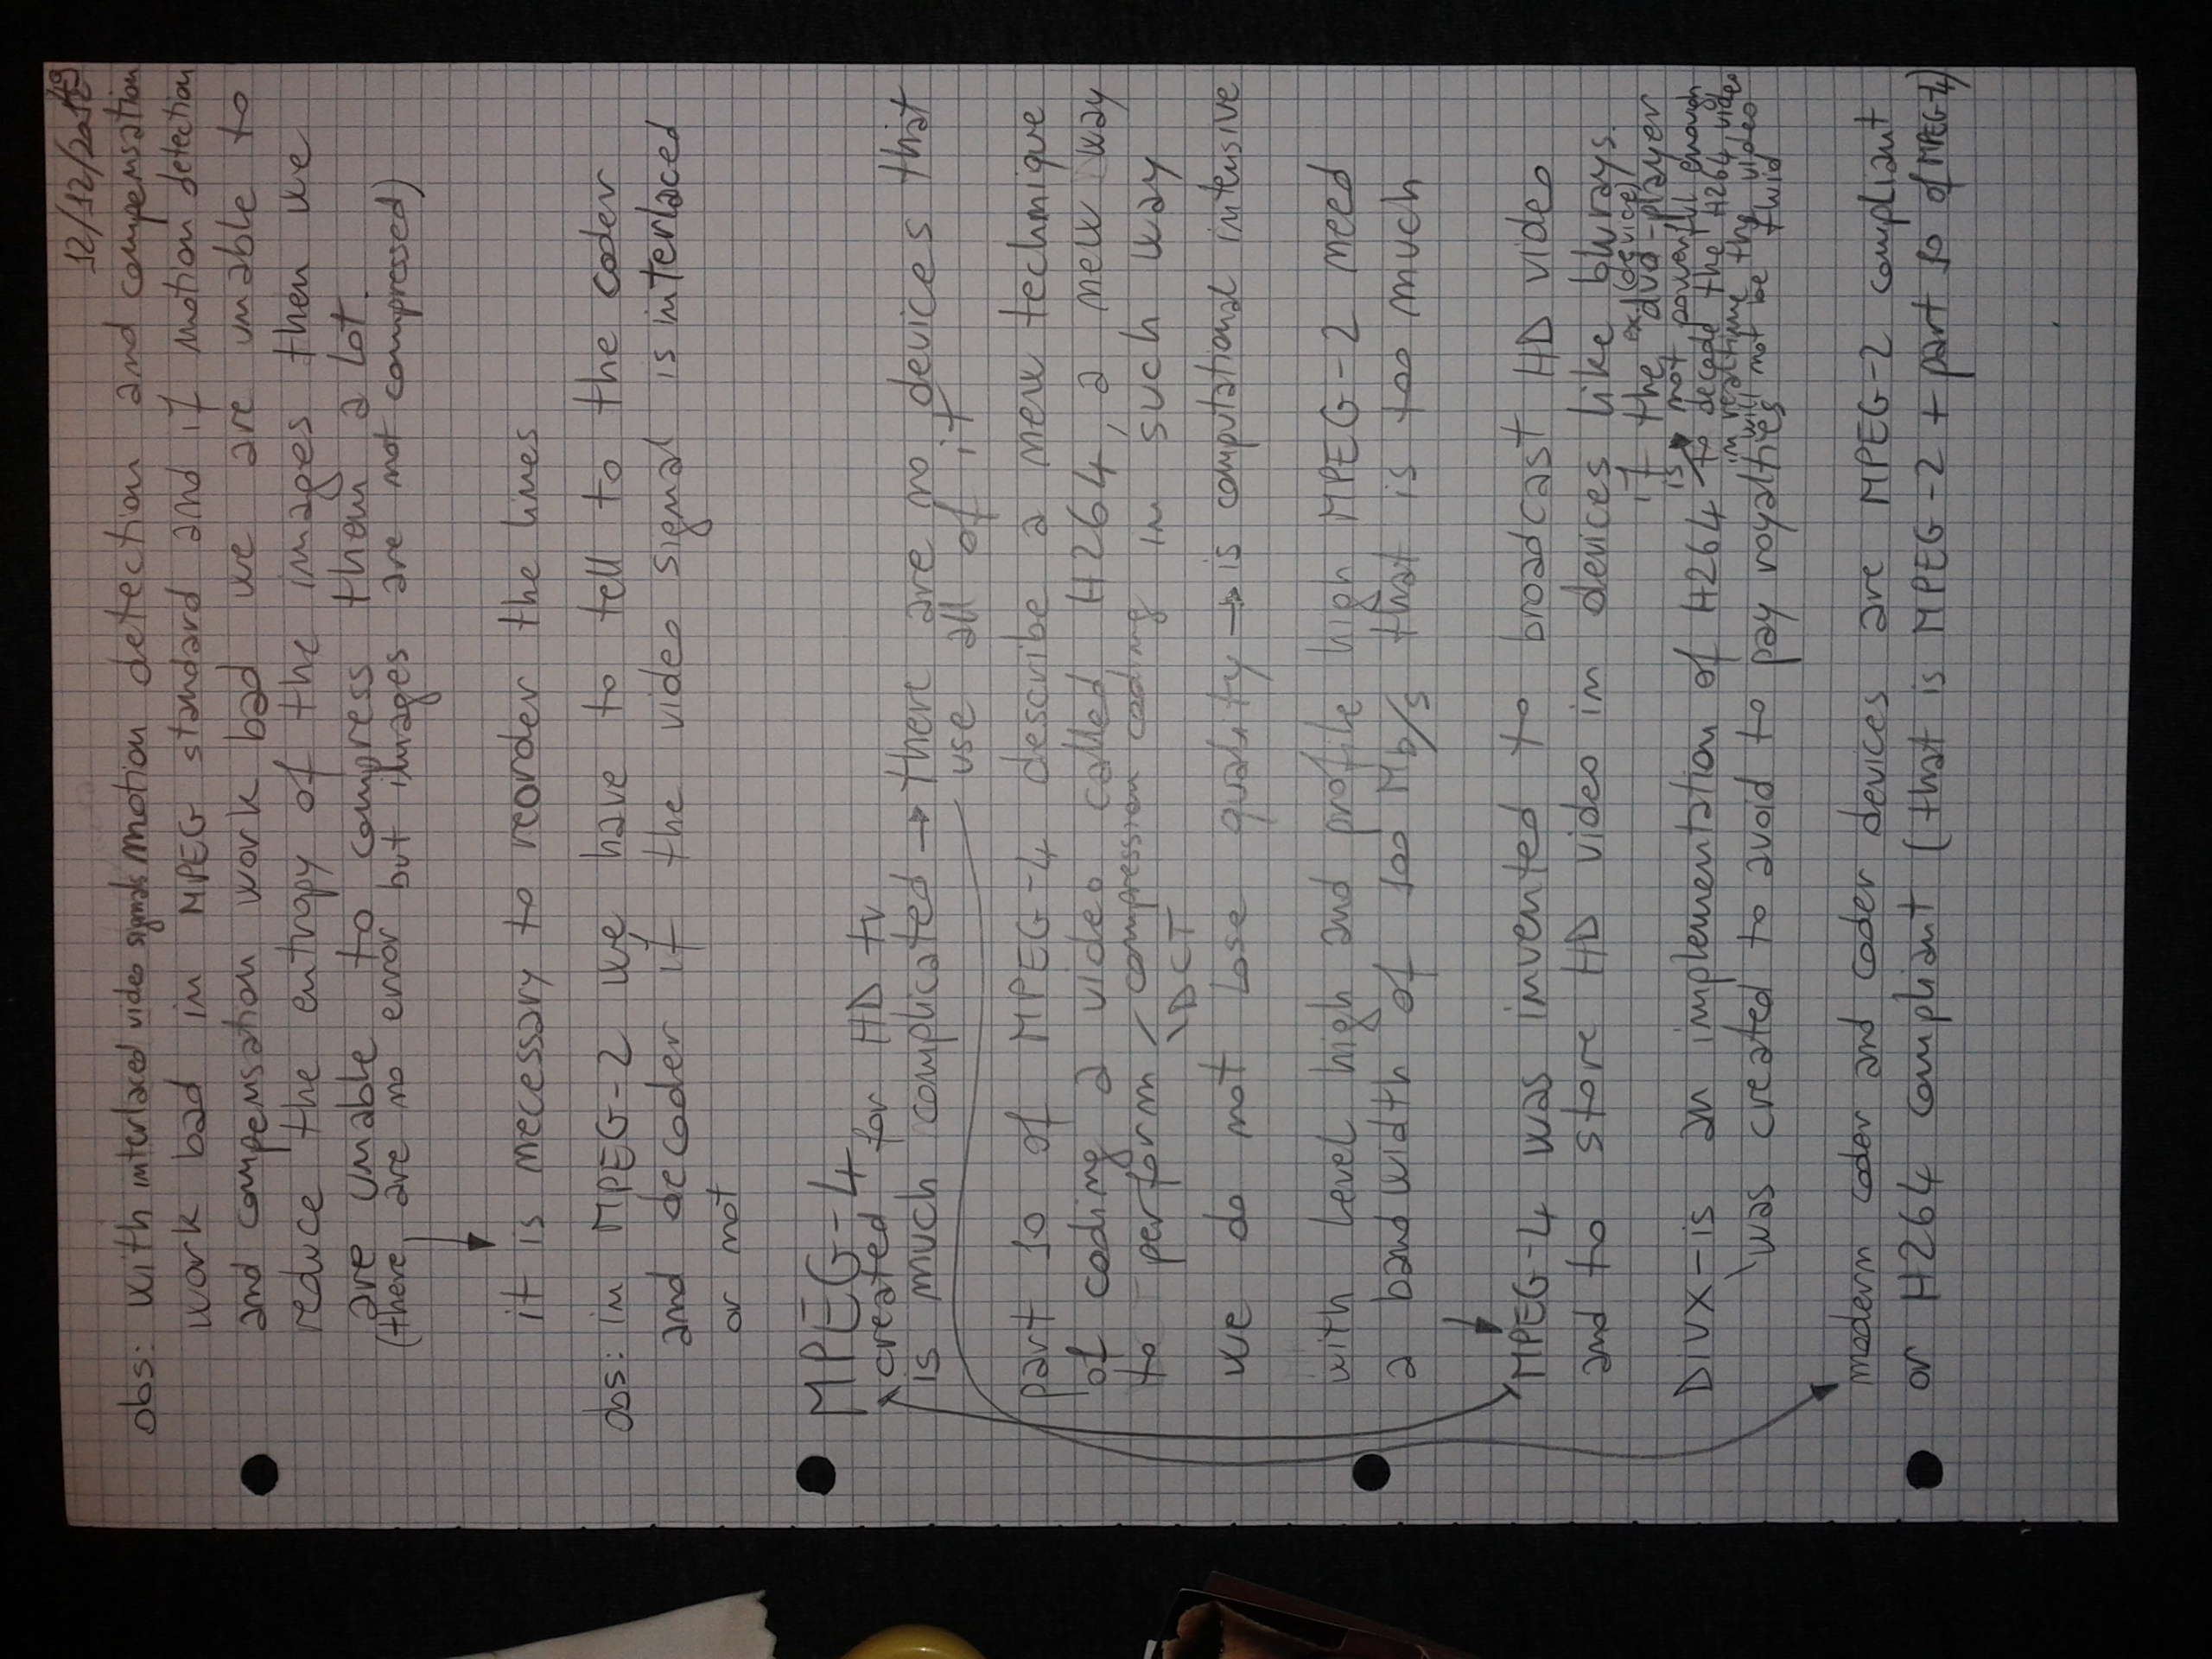 12/12/2012
obs: with interlaced video signals motion detection and compensation
work bad in MPEG standard and if motion detection
and compensation work bad we are unable to
reduce the entropy of the images then we
are unable to compress them a lot.
(there are no error but images are not compressed)
it is necessary to reorder the lines
obs: in MPEG-2 we have to tell to the coder
and decoder if the video signal is interlaced
or not
MPEG-4
created for HD tv
is much complicated → there are no devices that
use all of it
part 10 of MPEG-4 describe a new technique
of coding a video called H264, a new way
to perform / compression coding in such way
\ DCT
we do not lose quality → is computational intensive
with level high and profile high MPEG-2 need
a bandwidth of 100 Mb/s that is too much
MPEG-4 was invented to broadcast HD video
and to store HD video in devices like blurays.
ex. (device)
if the dvd-player
is not powerful enough
DIVX - is an implementation of H264 to decode the H264 video
in realtime the video
will not be fluid
\ was created to avoid to pay royalties
modern coder and coder devices are MPEG-2 compliant
or H264 compliant (that is MPEG-2 + part 10 of MPEG-4)